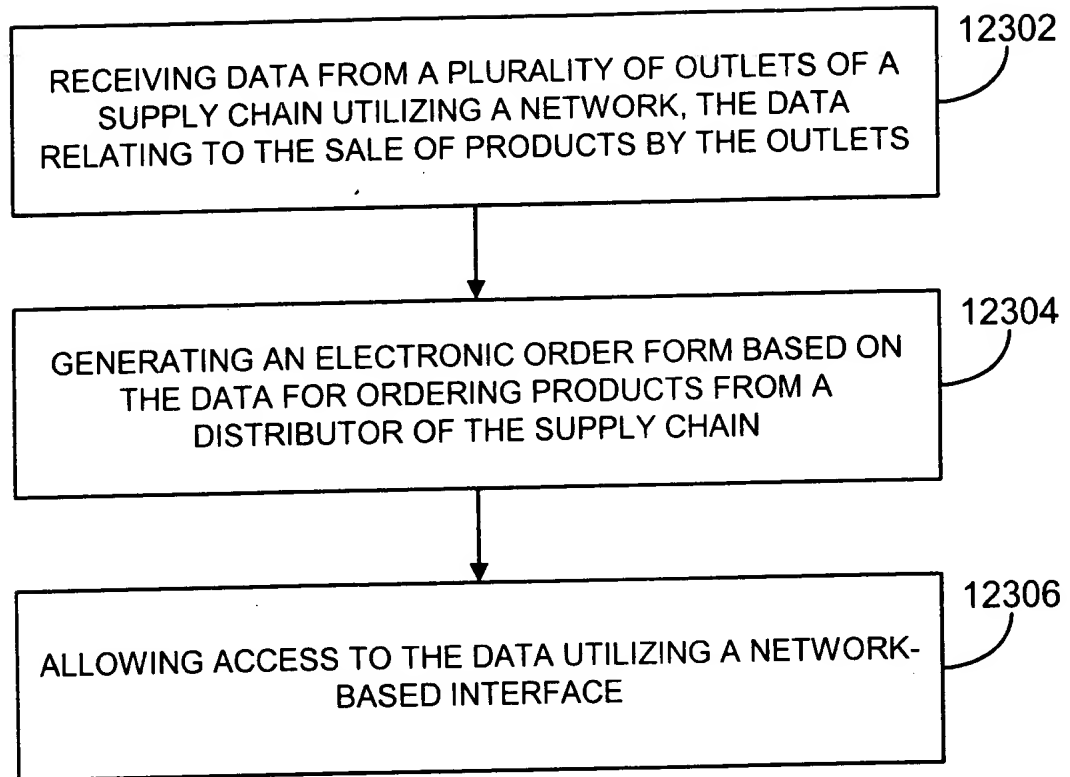 12302
RECEIVING DATA FROM A PLURALITY OF OUTLETS OF A
SUPPLY CHAIN UTILIZING A NETWORK, THE DATA
RELATING TO THE SALE OF PRODUCTS BY THE OUTLETS
12304
GENERATING AN ELECTRONIC ORDER FORM BASED ON
THE DATA FOR ORDERING PRODUCTS FROM A
DISTRIBUTOR OF THE SUPPLY CHAIN
12306
ALLOWING ACCESS TO THE DATA UTILIZING A NETWORK-
BASED INTERFACE